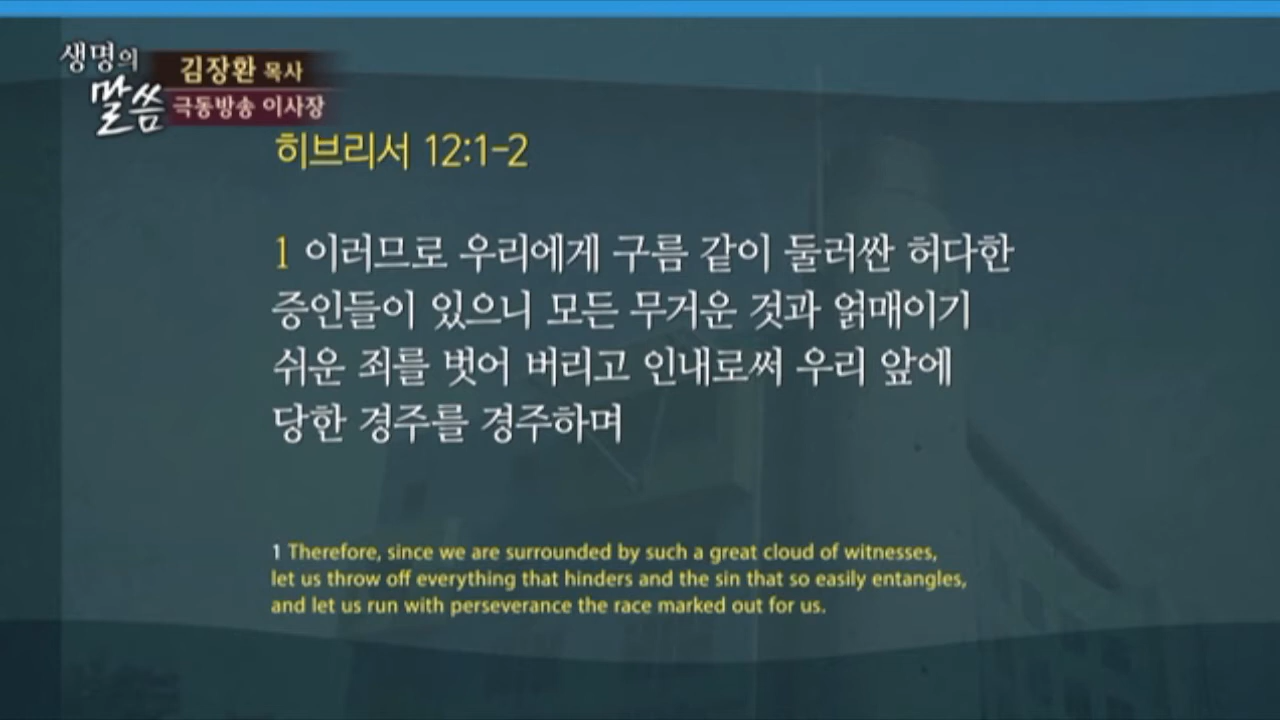 생명의
말씀
김장환 목사
극동방송 이사장
히브리서 12:1-2
1 이러므로 우리에게 구름 같이 둘러싼 허다한
증인들이 있으니 모든 무거운 것과 얽매이기
쉬운 죄를 벗어 버리고 인내로써 우리 앞에
당한 경주를 경주하며
1 Therefore, since we are surrounded by such a great cloud of witnesses,
let us throw off everything that hinders and the sin that so easily entangles,
and let us run with perseverance the race marked out for us.